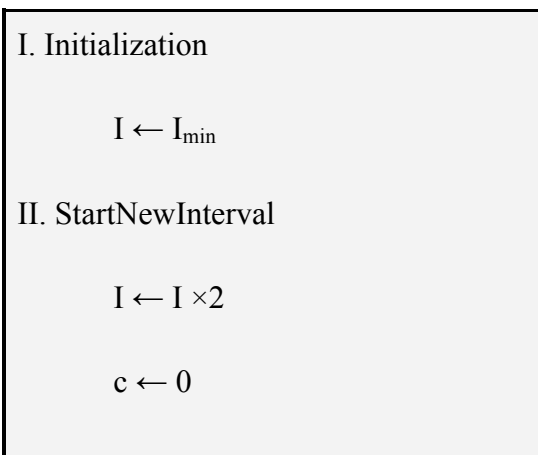 I. Initialization
I ← Imin
II. StartNewInterval
I ← I ×2
c ← 0